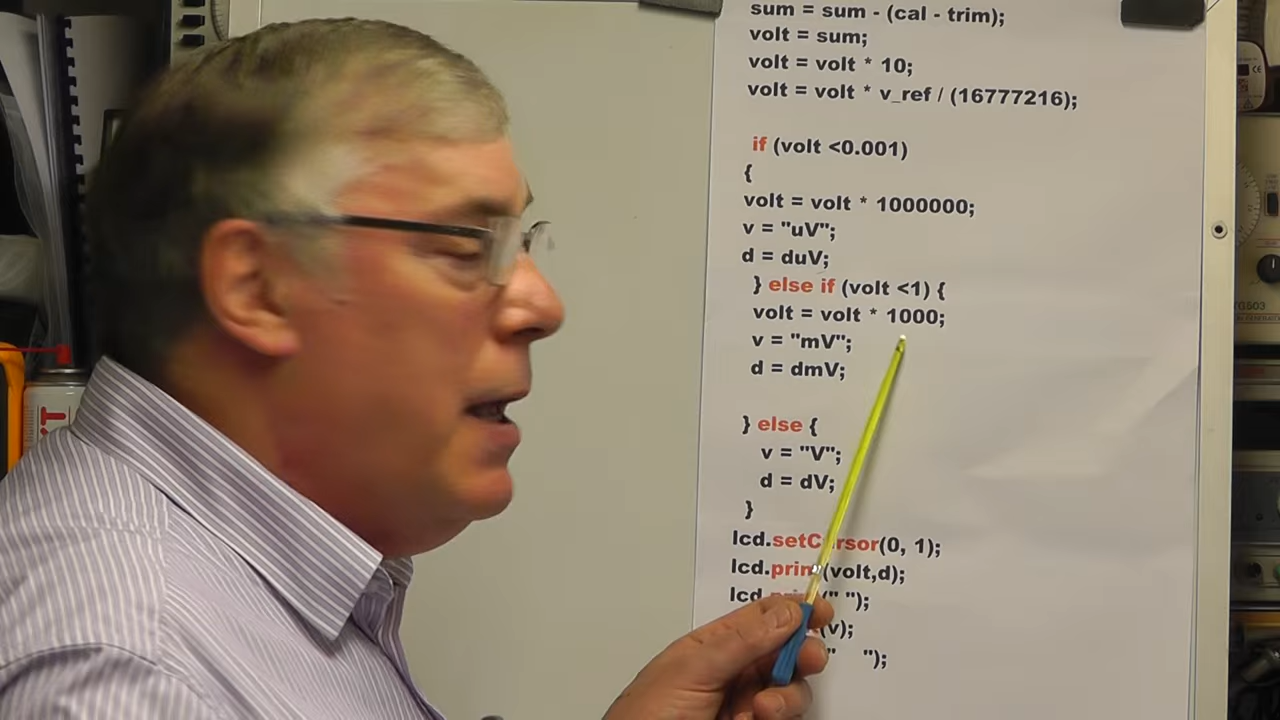 sum = sum - (cal - trim);
volt = sum;
volt = volt * 10;
volt = volt * v_ref / (16777216);
if (volt <0.001)
{
volt = volt * 1000000;
v = "uV";
d = duV;
} else if (volt <1) {
volt = volt * 1000;
v = "mV";
d = dmV;
} else {
v = "V";
d = dV;
}
lcd.setCursor(0, 1);
lcd.print(volt,d);
lcd. (" ");
(v);
" ");
TG503